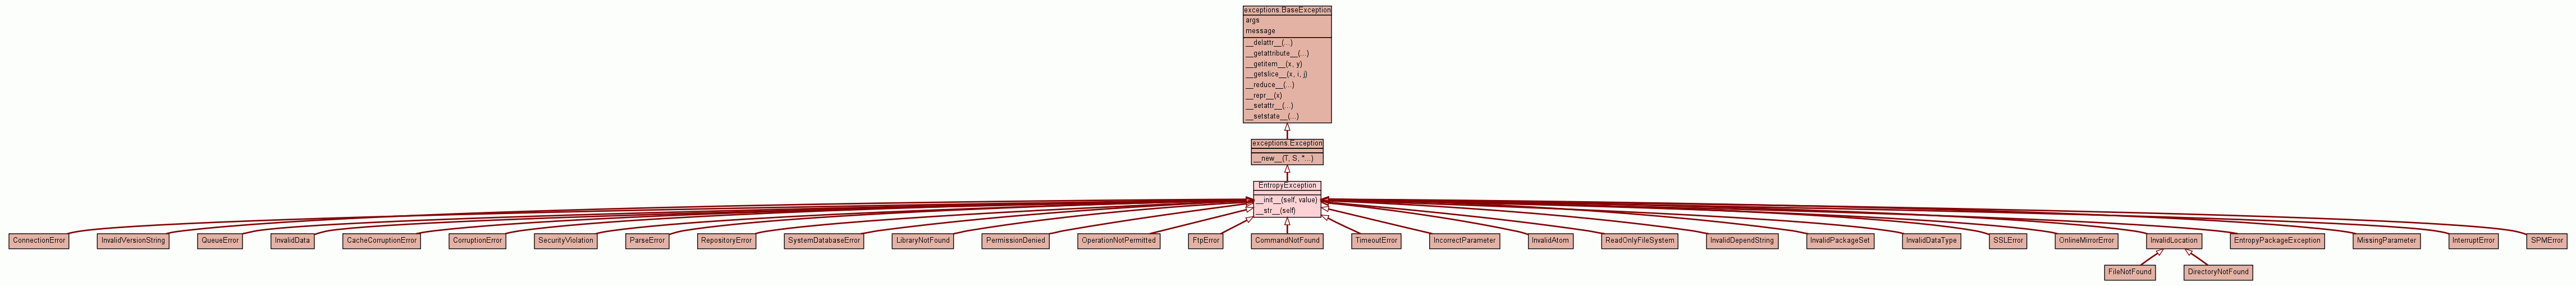 exceptions.BaseException
args
message
__delattr__(...)
__getattribute__(...)
__getitem__(x, y)
__getslice__(x, i, j)
__reduce__(...)
__repr__(x)
__setattr__(...)
__setstate__(...)
exceptions.Exception
__new__(T, S, *...)
EntropyException
__init__(self, value)
__str__(self)
ConnectionError
InvalidVersionString
QueueError
InvalidData
CacheCorruptionError
CorruptionError
SecurityViolation
ParseError
RepositoryError
SystemDatabaseError
LibraryNotFound
PermissionDenied
OperationNotPermitted
FtpError
CommandNotFound
TimeoutError
IncorrectParameter
InvalidAtom
ReadOnlyFileSystem
InvalidDependString
InvalidPackageSet
InvalidDataType
SSLError
OnlineMirrorError
InvalidLocation
EntropyPackageException
MissingParameter
InterruptError
SPMError
FileNotFound
DirectoryNotFound